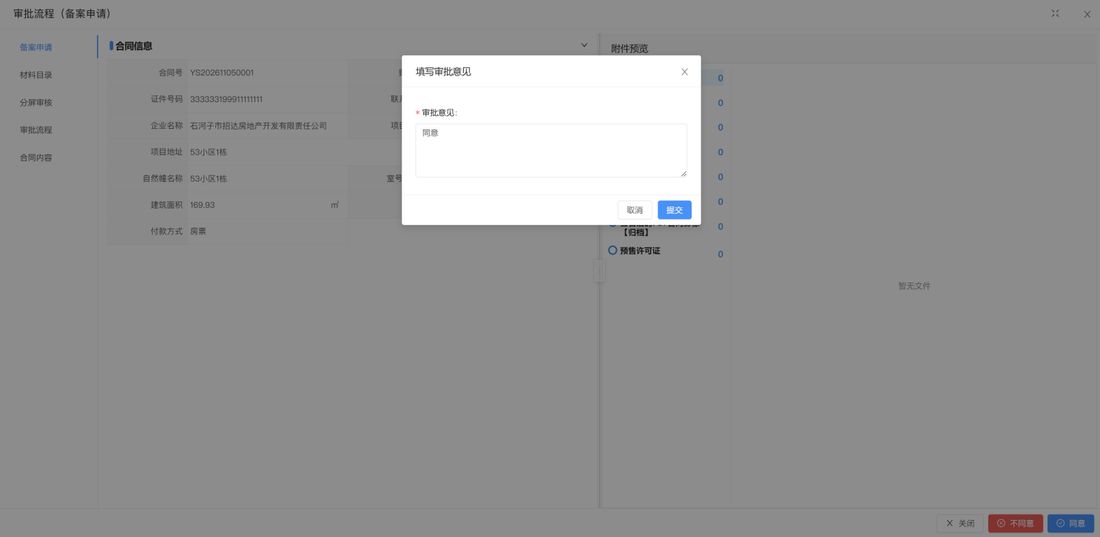 审批流程（备案申请）
备案申请
材料目录
分屏审核
审批流程
合同内容
合同信息
合同号 YS202611050001
证件号码 333333199911111111
企业名称 石河子市招达房地产开发有限责任公司
项目地址 53小区1栋
自然幢名称 53小区1栋 室号
建筑面积 169.93 ㎡
付款方式 房票
附件预览
0
0
0
0
0
0
0
【归档】
预售许可证 0
暂无文件
填写审批意见
* 审批意见:
同意
取消 提交
关闭 不同意 同意